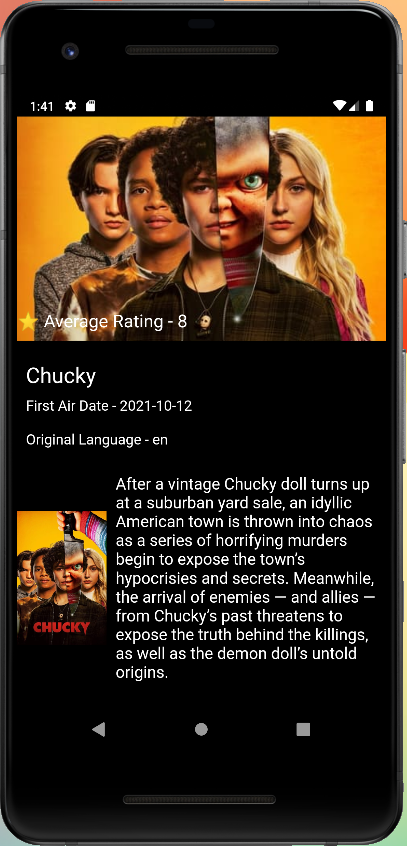 1:41
Average Rating - 8
Chucky
First Air Date - 2021-10-12
Original Language - en
After a vintage Chucky doll turns up
at a suburban yard sale, an idyllic
American town is thrown into chaos
as a series of horrifying murders
begin to expose the town's
hypocrisies and secrets. Meanwhile,
the arrival of enemies — and allies —
from Chucky's past threatens to
expose the truth behind the killings,
as well as the demon doll's untold
origins.
CHUCKY